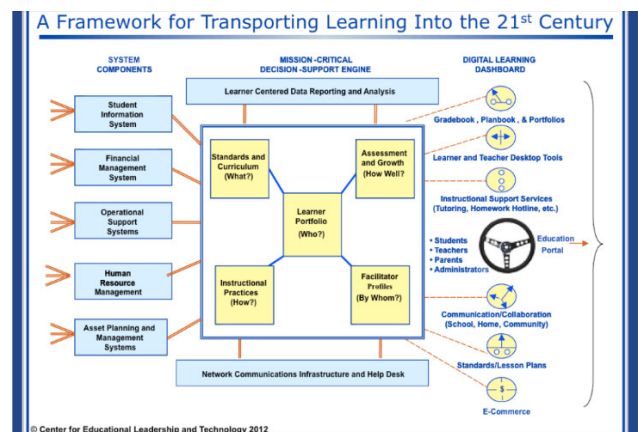 A Framework for Transporting Learning Into the 21st Century
SYSTEM
COMPONENTS
MISSION-CRITICAL
DECISION-SUPPORT ENGINE
DIGITAL LEARNING
DASHBOARD
Learner Centered Data Reporting and Analysis
Student
Information
System
Financial
Management
System
Operational
Support
Systems
Human
Resource
Management
Asset Planning and
Management
Systems
Standards and
Curriculum
(What?)
Assessment
and Growth
(How Well?
Learner
Portfolio
(Who?)
Instructional
Practices
(How?)
Facilitator
Profiles
(By Whom?)
Network Communications Infrastructure and Help Desk
Gradebook , Planbook , & Portfolios
Learner and Teacher Desktop Tools
Instructional Support Services
(Tutoring, Homework Hotline, etc.)
• Students
• Teachers
• Parents
• Administrators
Education
Portal
Communication/Collaboration
(School, Home, Community)
Standards/Lesson Plans
$
E-Commerce
© Center for Educational Leadership and Technology 2012